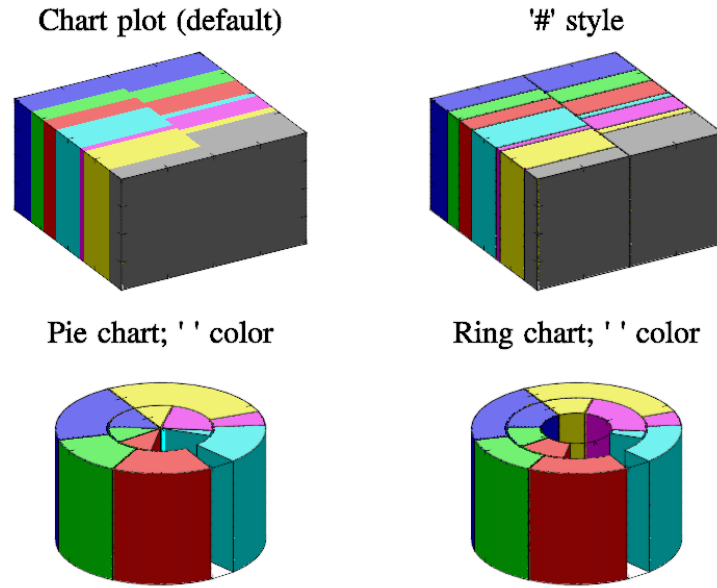 Chart plot (default)
'#' style
Pie chart; ' ' color
Ring chart; ' ' color